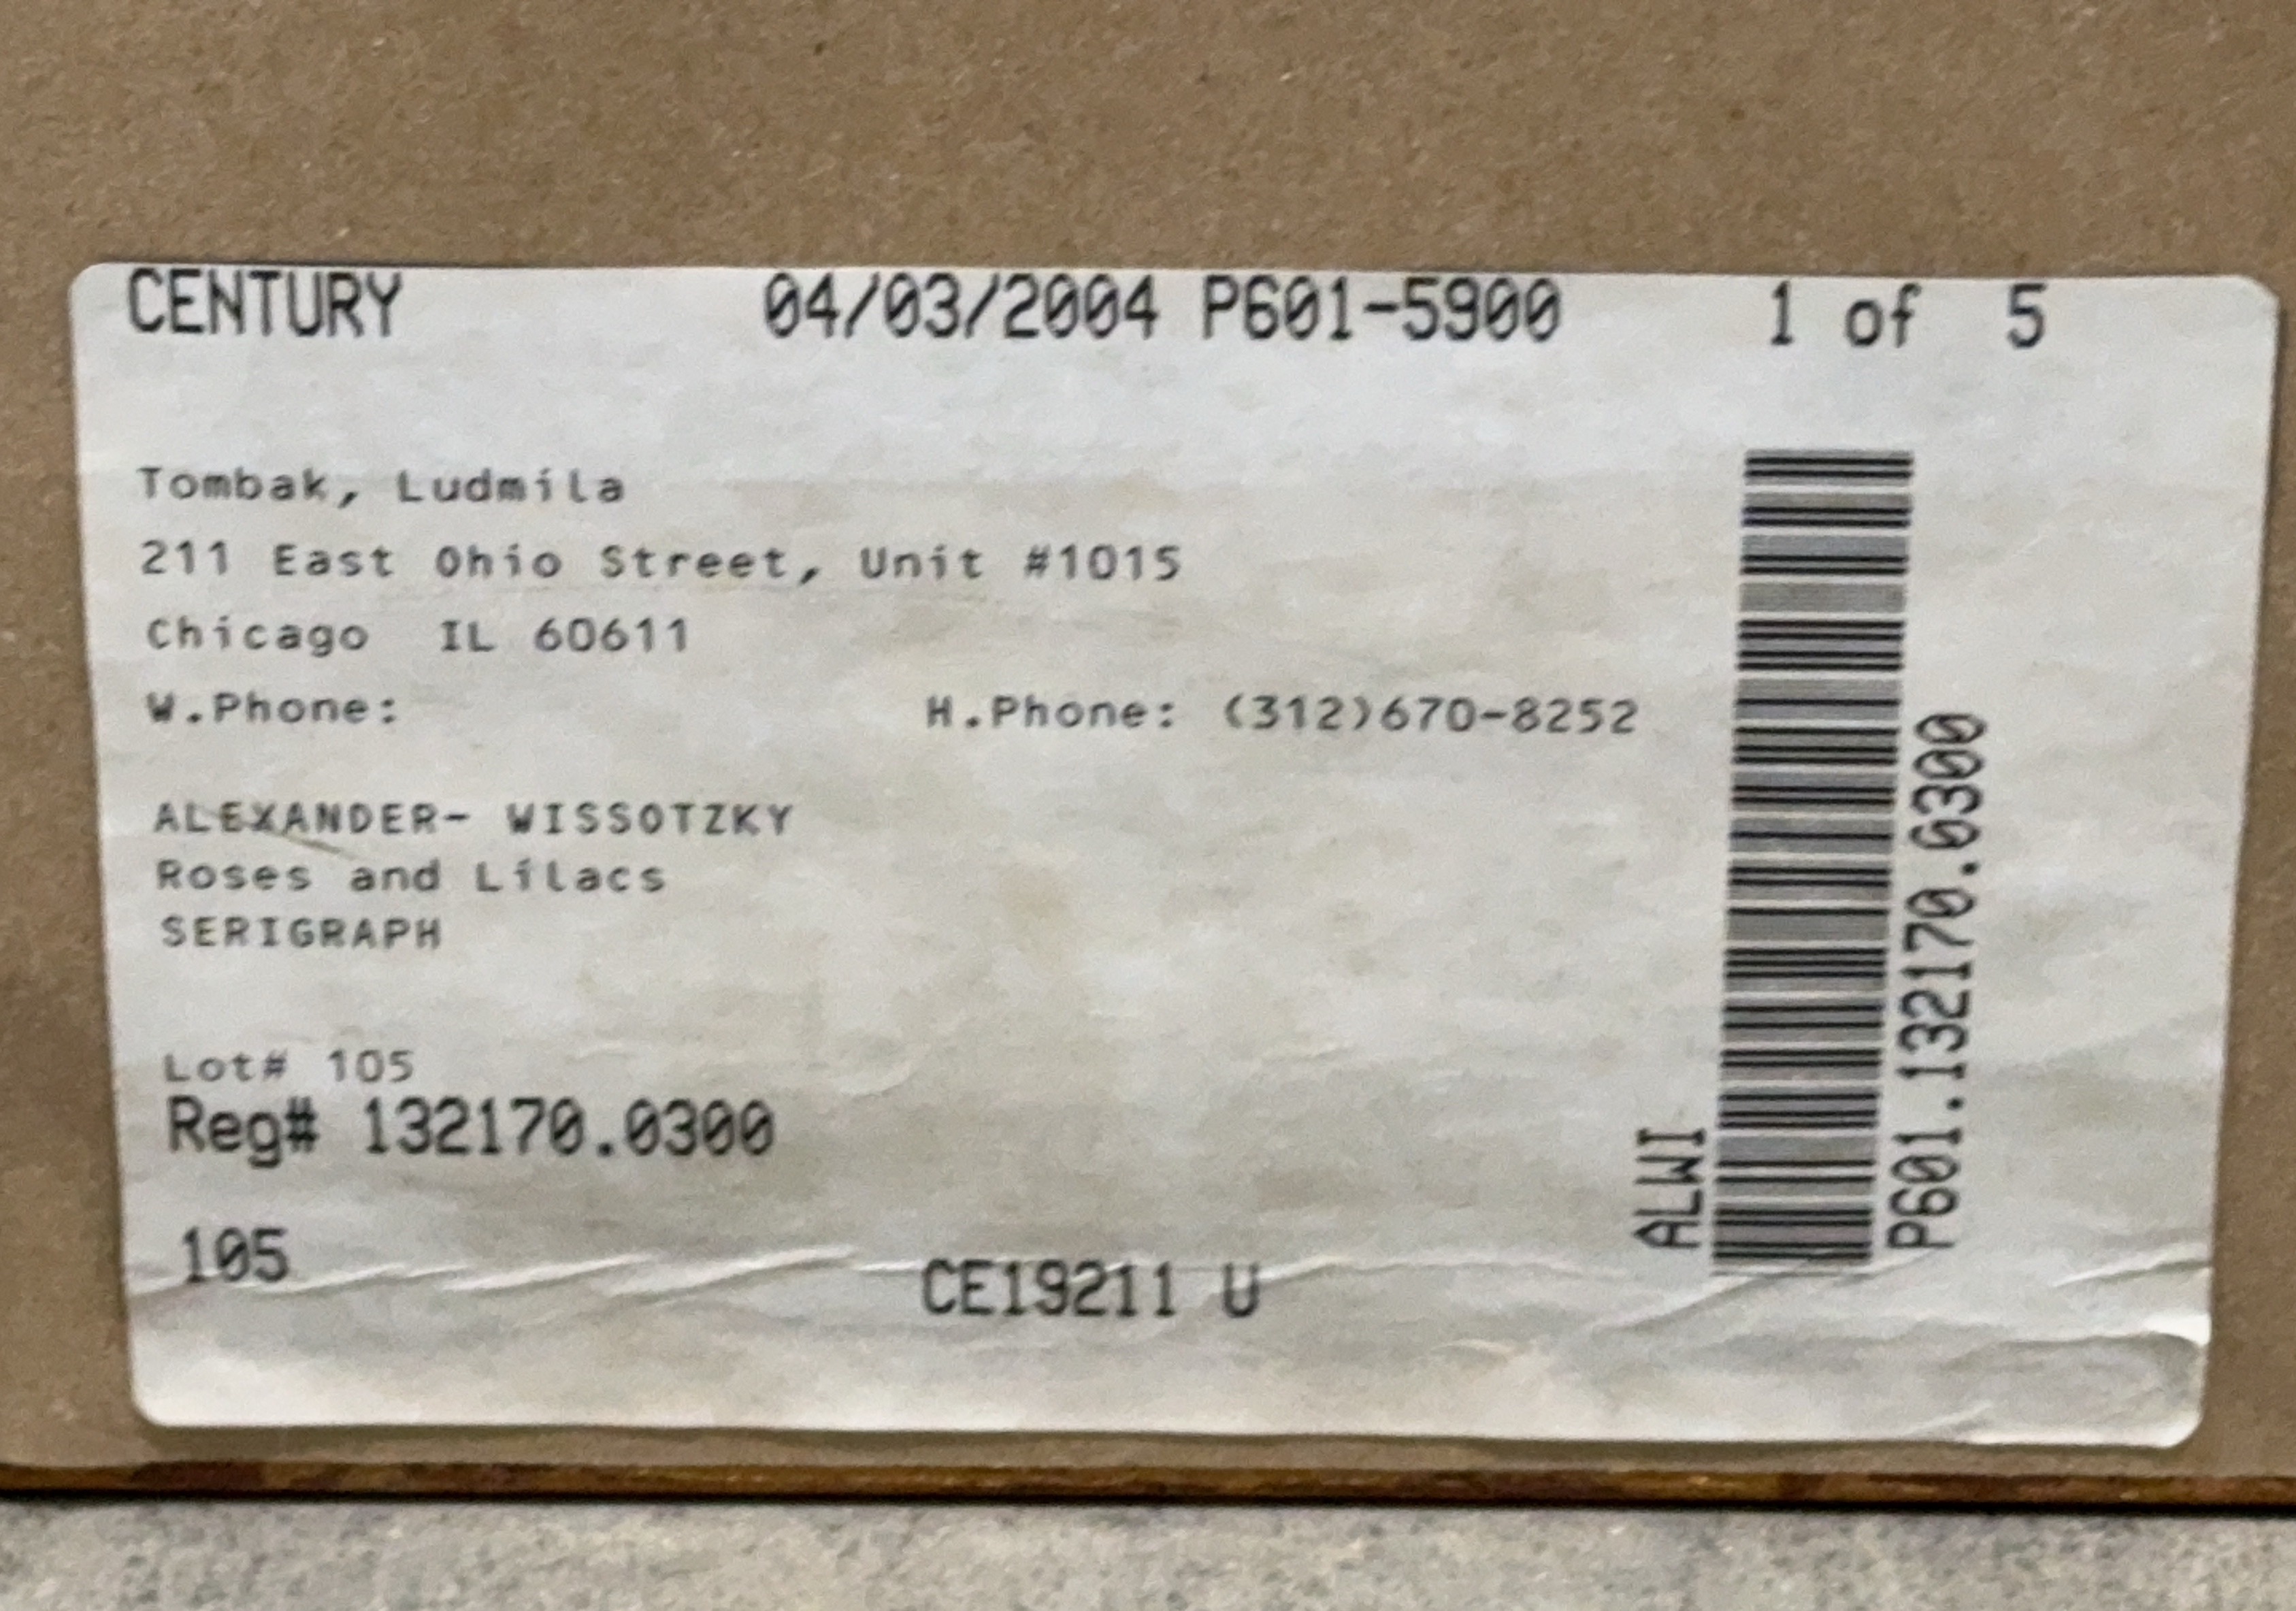 CENTURY 04/03/2004 P601-5900 1 of 5
Tombak, Ludmila
211 East Ohio Street, Unit #1015
Chicago IL 60611
W.Phone: H.Phone: (312)670-8252
ALEXANDER- WISSOTZKY
Roses and Lilacs
SERIGRAPH
Lot# 105
Reg# 132170.0300
105
CE19211 U
ALWI
P601.132170.0300